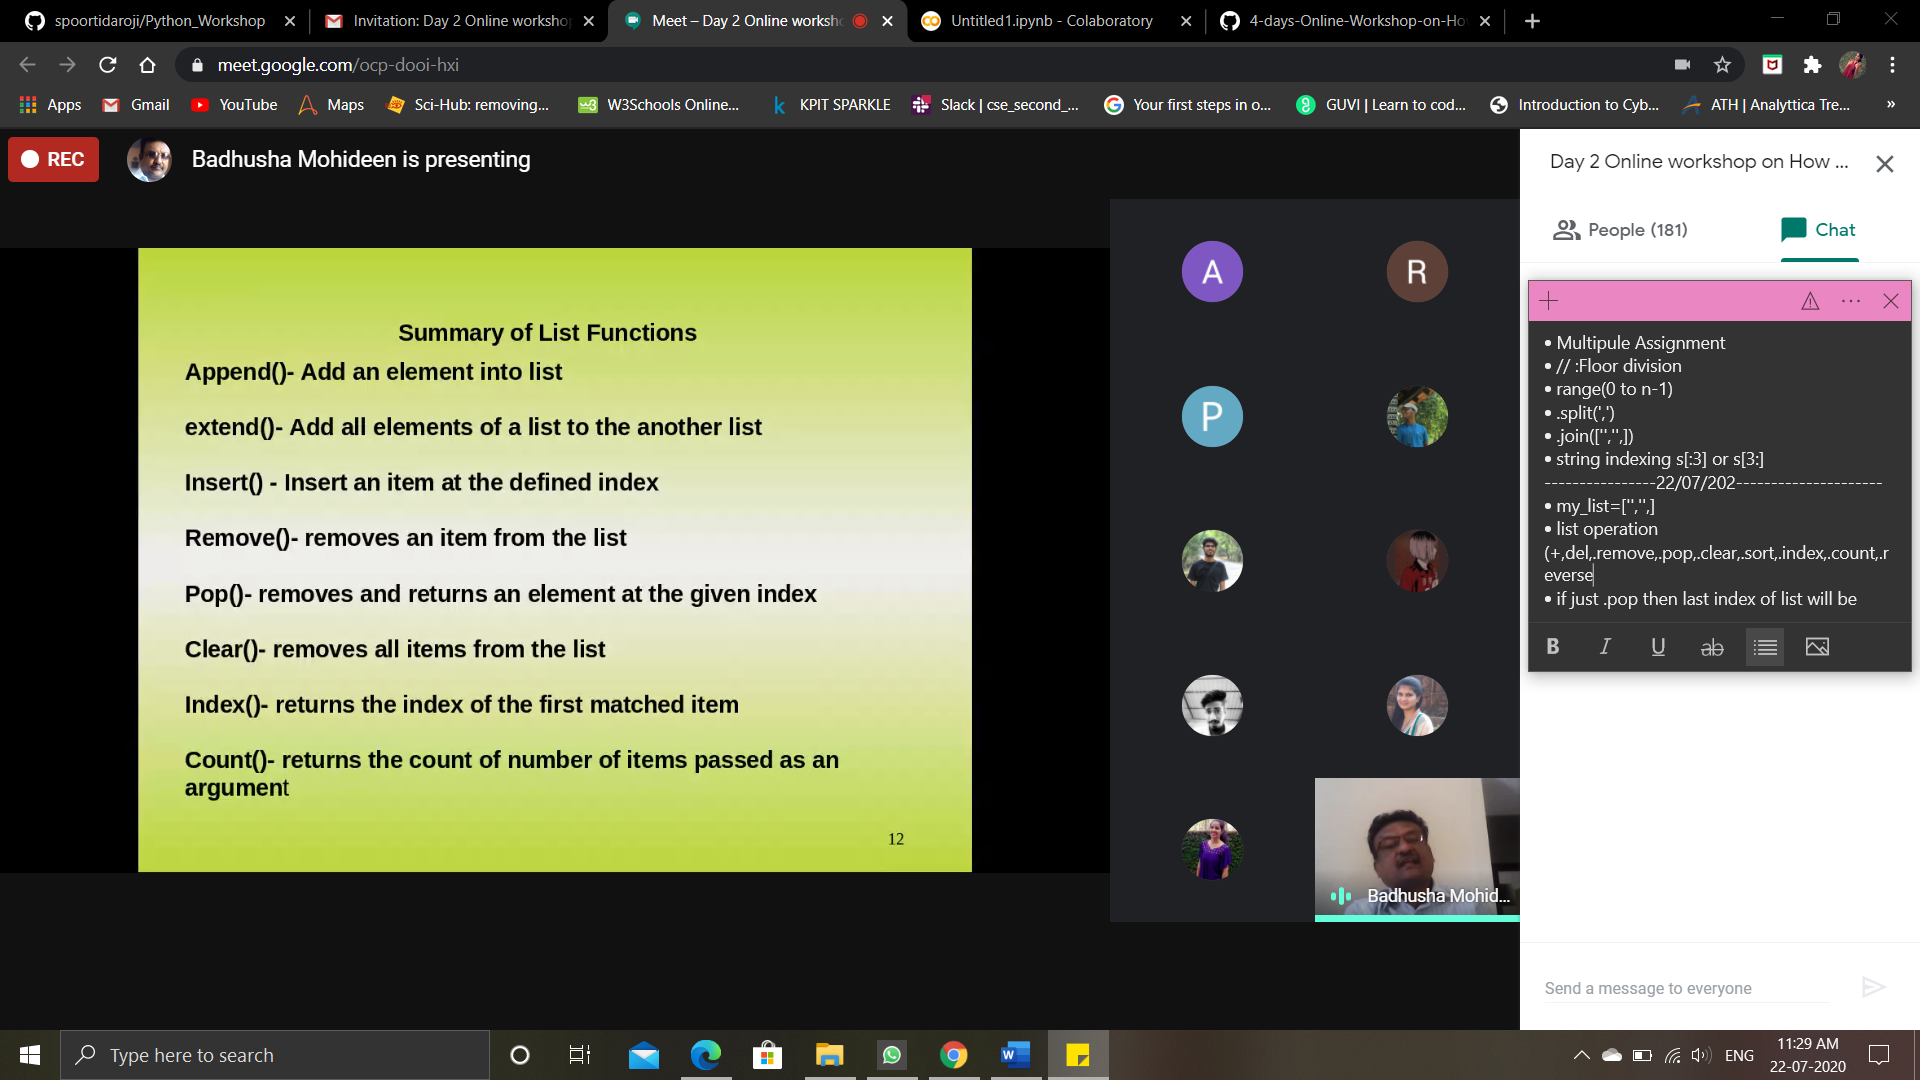 spoortidaroji/Python_Workshop
Invitation: Day 2 Online workshop
Meet – Day 2 Online worksh
Untitled1.ipynb - Colaboratory
4-days-Online-Workshop-on-Ho
meet.google.com/ocp-dooi-hxi
Apps
Gmail
YouTube
Maps
Sci-Hub: removing...
W3Schools Online...
KPIT SPARKLE
Slack | cse_second_...
Your first steps in o...
GUVI | Learn to cod...
Introduction to Cyb...
ATH | Analyttica Tre...
»
REC
Badhusha Mohideen is presenting
Summary of List Functions
Append()- Add an element into list
extend()- Add all elements of a list to the another list
Insert() - Insert an item at the defined index
Remove()- removes an item from the list
Pop()- removes and returns an element at the given index
Clear()- removes all items from the list
Index()- returns the index of the first matched item
Count()- returns the count of number of items passed as an
argument
12
A
R
P
Badhusha Mohid...
Day 2 Online workshop on How ...
People (181)
Chat
• Multipule Assignment
• // :Floor division
• range(0 to n-1)
• .split(',')
• .join(['','',])
• string indexing s[:3] or s[3:]
----------------22/07/202---------------------
• my_list=['','',]
• list operation
(+,del,.remove,.pop,.clear,.sort,.index,.count,.r
everse
• if just .pop then last index of list will be
B
I
U
ab
Send a message to everyone
Type here to search
W
ENG
11:29 AM
22-07-2020